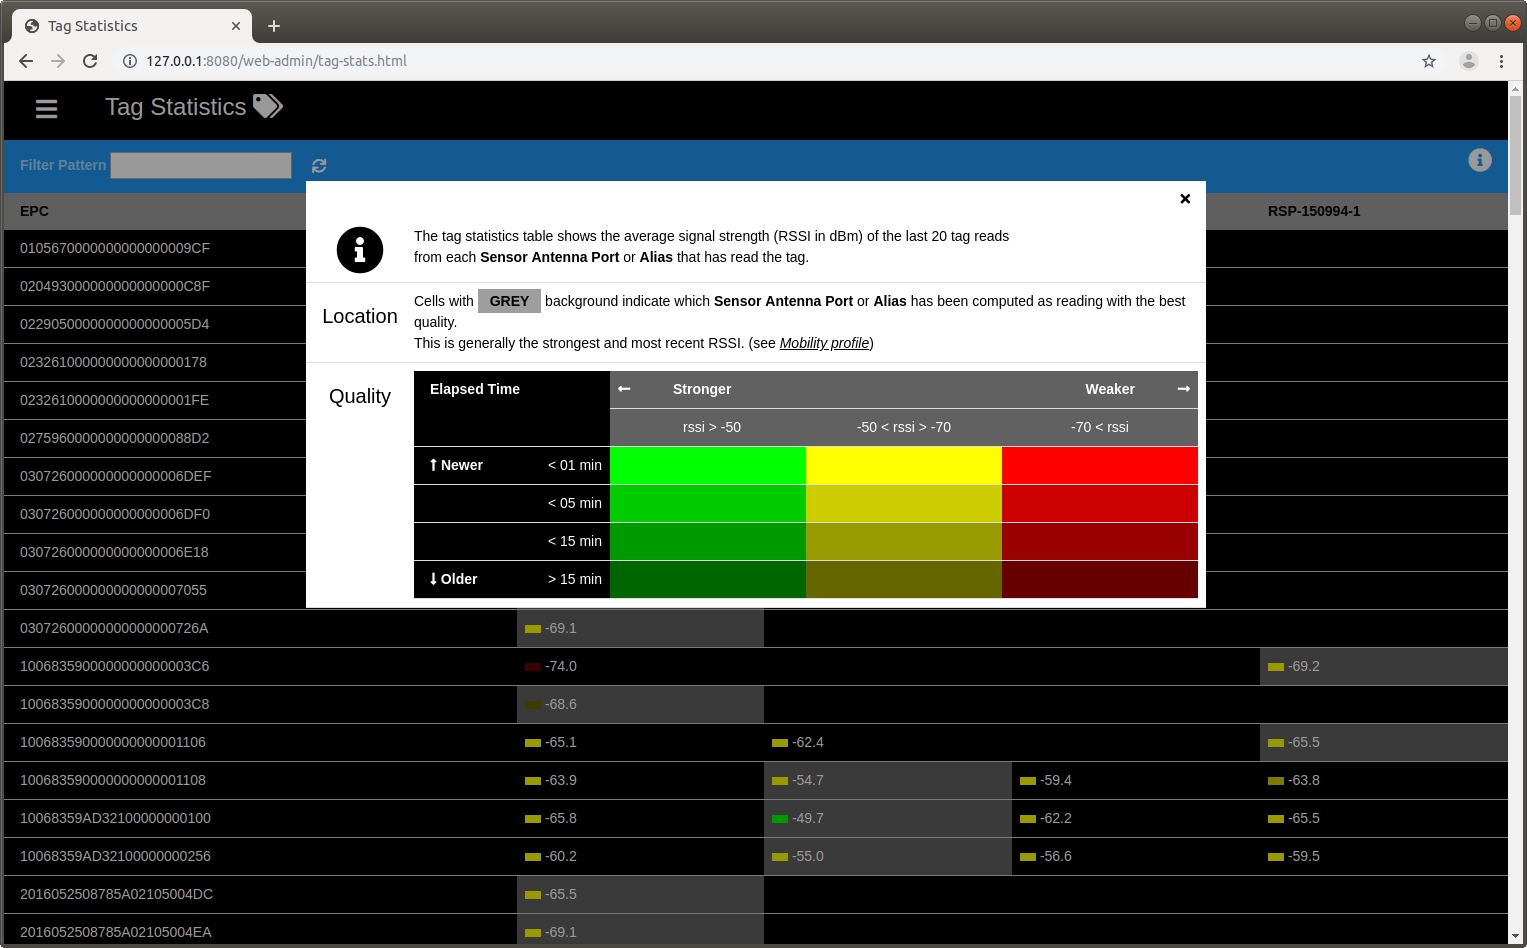 Tag Statistics
127.0.0.1:8080/web-admin/tag-stats.html
Tag Statistics
Filter Pattern
EPC
RSP-150994-1
The tag statistics table shows the average signal strength (RSSI in dBm) of the last 20 tag reads
from each Sensor Antenna Port or Alias that has read the tag.
Location
Cells with GREY background indicate which Sensor Antenna Port or Alias has been computed as reading with the best
quality.
This is generally the strongest and most recent RSSI. (see Mobility profile)
Quality
Elapsed Time ← Stronger Weaker →
rssi > -50 -50 < rssi > -70 -70 < rssi
↑ Newer < 01 min
< 05 min
< 15 min
↓ Older > 15 min
0105670000000000000009CF
020493000000000000000C8F
0229050000000000000005D4
023261000000000000000178
0232610000000000000001FE
0275960000000000000088D2
030726000000000000006DEF
030726000000000000006DF0
030726000000000000006E18
030726000000000000007055
03072600000000000000726A -69.1
1006835900000000000003C6 -74.0 -69.2
1006835900000000000003C8 -68.6
100683590000000000001106 -65.1 -62.4 -65.5
100683590000000000001108 -63.9 -54.7 -59.4 -63.8
10068359AD32100000000100 -65.8 -49.7 -62.2 -65.5
10068359AD32100000000256 -60.2 -55.0 -56.6 -59.5
2016052508785A02105004DC -65.5
2016052508785A02105004EA -69.1